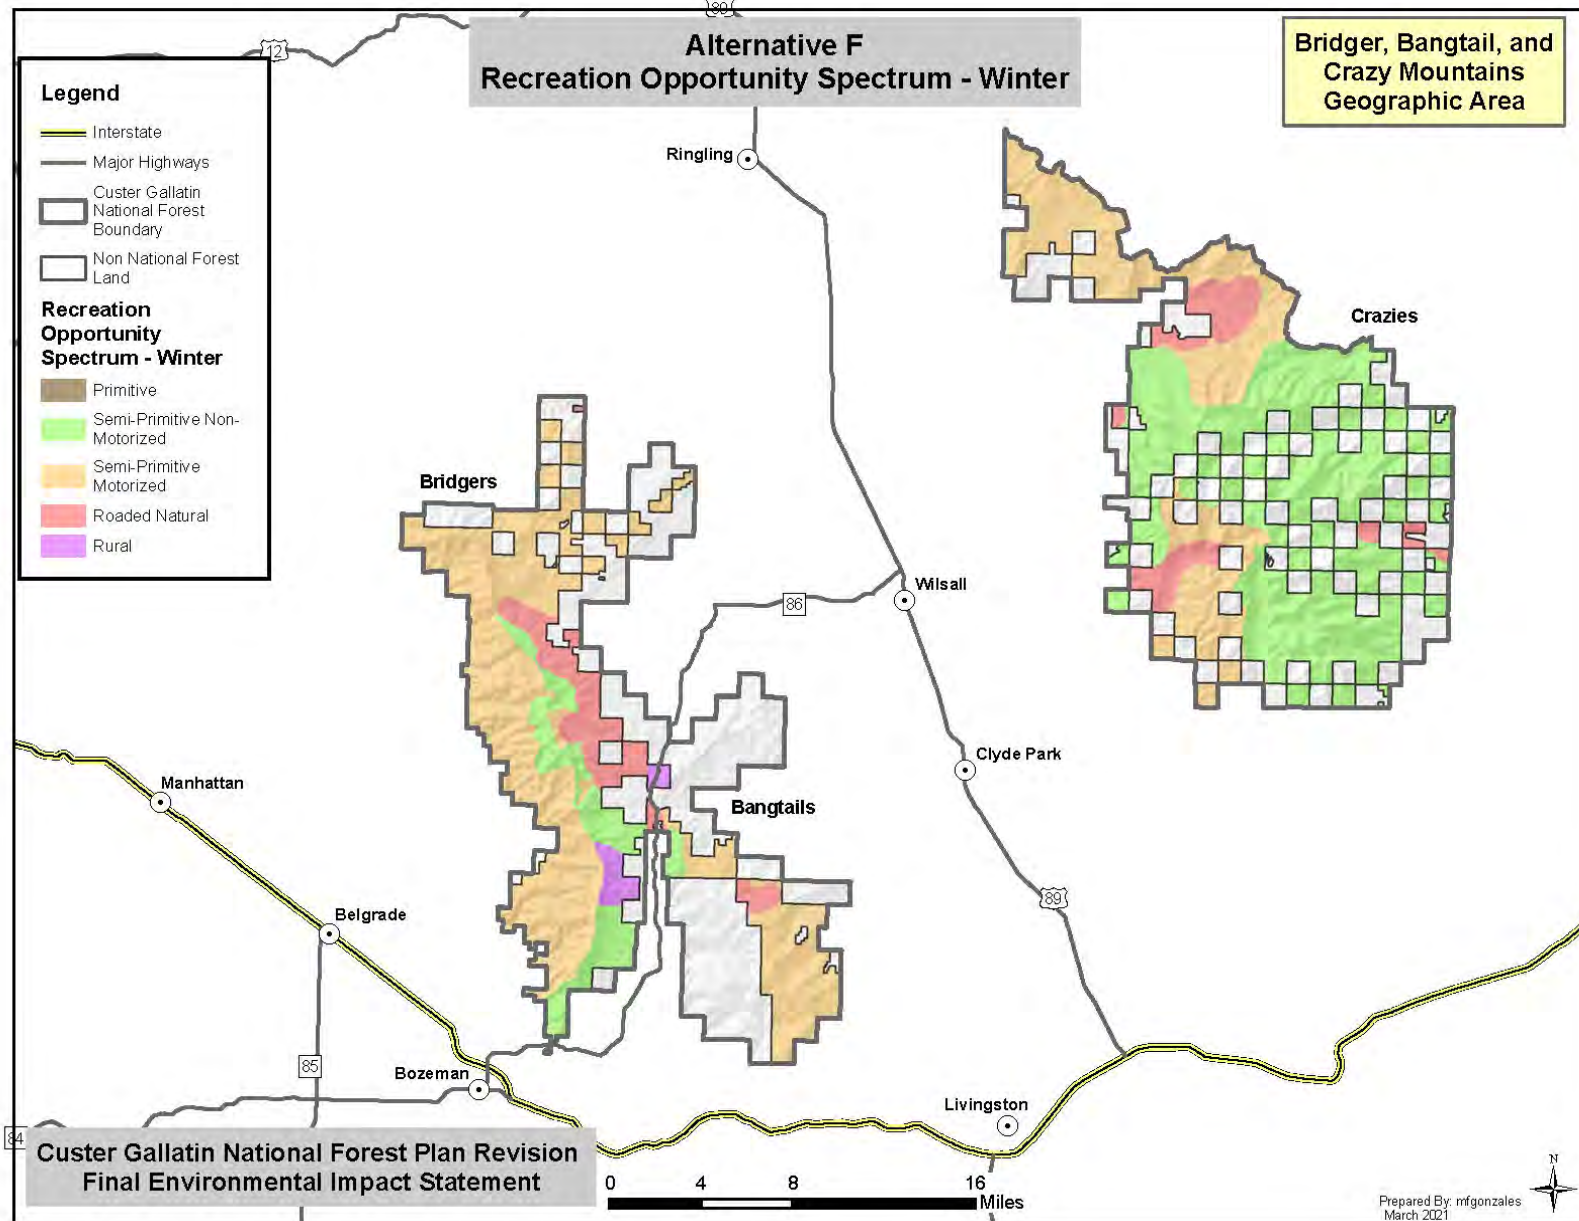 89
12
Alternative F
Recreation Opportunity Spectrum - Winter
Bridger, Bangtail, and
Crazy Mountains
Geographic Area
Legend
Interstate
Major Highways
Custer Gallatin
National Forest
Boundary
Non National Forest
Land
Recreation
Opportunity
Spectrum - Winter
Primitive
Semi-Primitive Non-
Motorized
Semi-Primitive
Motorized
Roaded Natural
Rural
Ringling
Crazies
Bridgers
Wilsall
86
Clyde Park
Manhattan
Bangtails
89
Belgrade
85
Bozeman
Livingston
84
Custer Gallatin National Forest Plan Revision
Final Environmental Impact Statement
0 4 8 16
Miles
N
Prepared By: mfgonzales
March 2021